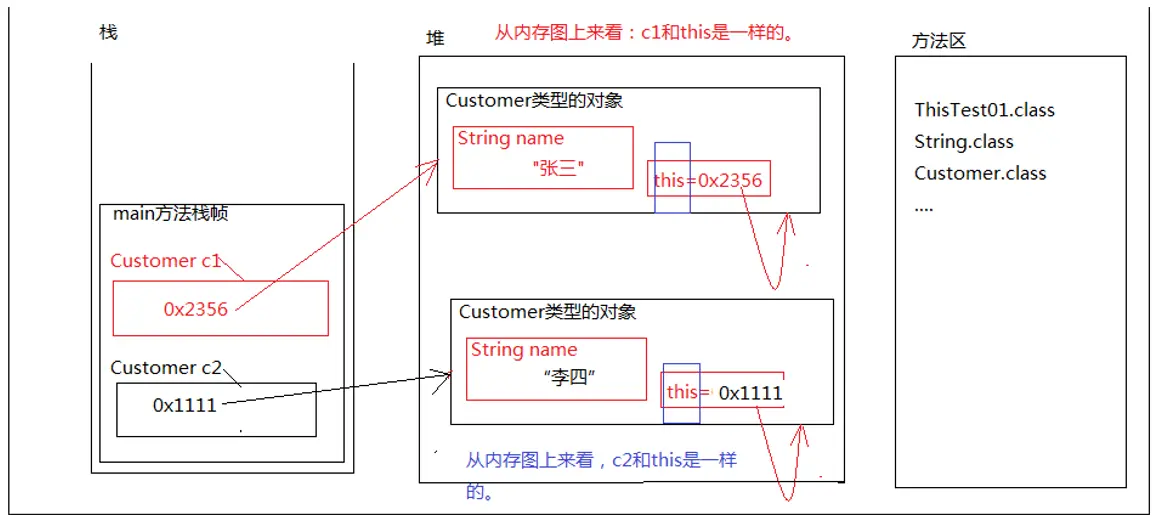 栈
堆
从内存图上来看：c1和this是一样的。
方法区
Customer类型的对象
String name
"张三"
this=0x2356
ThisTest01.class
String.class
Customer.class
....
main方法栈帧
Customer c1
0x2356
Customer c2
0x1111
Customer类型的对象
String name
“李四”
this= 0x1111
从内存图上来看，c2和this是一样
的。